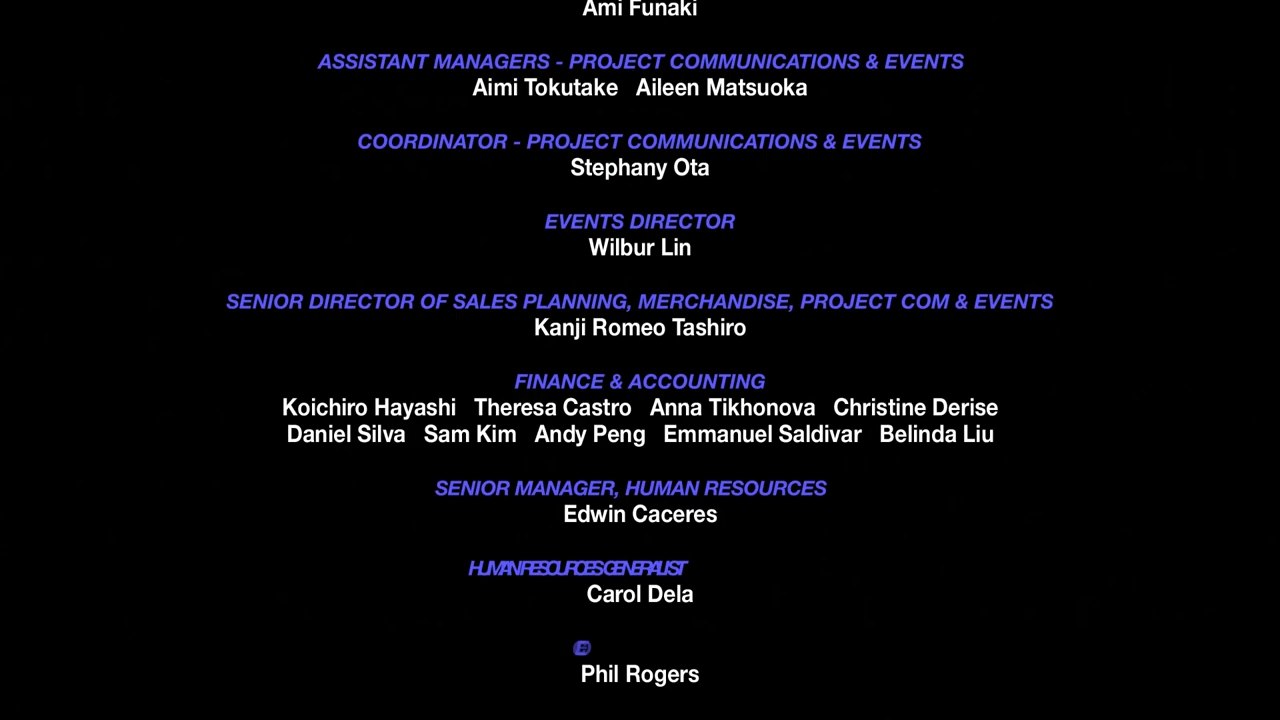 Ami Funaki
ASSISTANT MANAGERS - PROJECT COMMUNICATIONS & EVENTS
Aimi Tokutake Aileen Matsuoka
COORDINATOR - PROJECT COMMUNICATIONS & EVENTS
Stephany Ota
EVENTS DIRECTOR
Wilbur Lin
SENIOR DIRECTOR OF SALES PLANNING, MERCHANDISE, PROJECT COM & EVENTS
Kanji Romeo Tashiro
FINANCE & ACCOUNTING
Koichiro Hayashi Theresa Castro Anna Tikhonova Christine Derise
Daniel Silva Sam Kim Andy Peng Emmanuel Saldivar Belinda Liu
SENIOR MANAGER, HUMAN RESOURCES
Edwin Caceres
HUMAN RESOURCES GENERALIST
Carol Dela
Phil Rogers